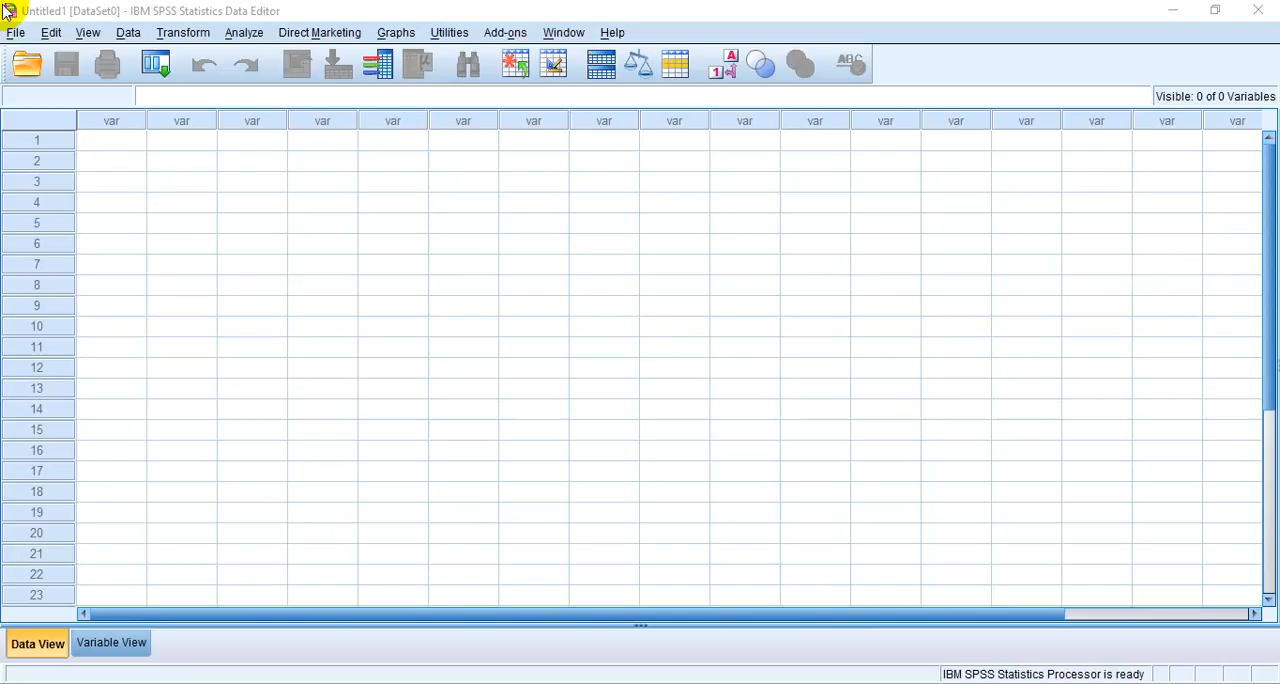 Untitled1 [DataSet0] - IBM SPSS Statistics Data Editor
File Edit View Data Transform Analyze Direct Marketing Graphs Utilities Add-ons Window Help
A
1
μ
ABC
Visible: 0 of 0 Variables
var var var var var var var var var var var var var var var var var
1
2
3
4
5
6
7
8
9
10
11
12
13
14
15
16
17
18
19
20
21
22
23
Data View Variable View
IBM SPSS Statistics Processor is ready